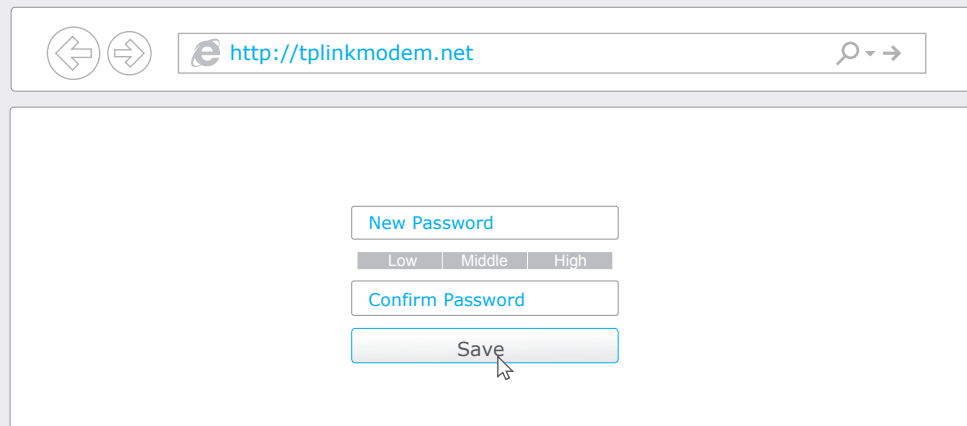 http://tplinkmodem.net
New Password
Low Middle High
Confirm Password
Save